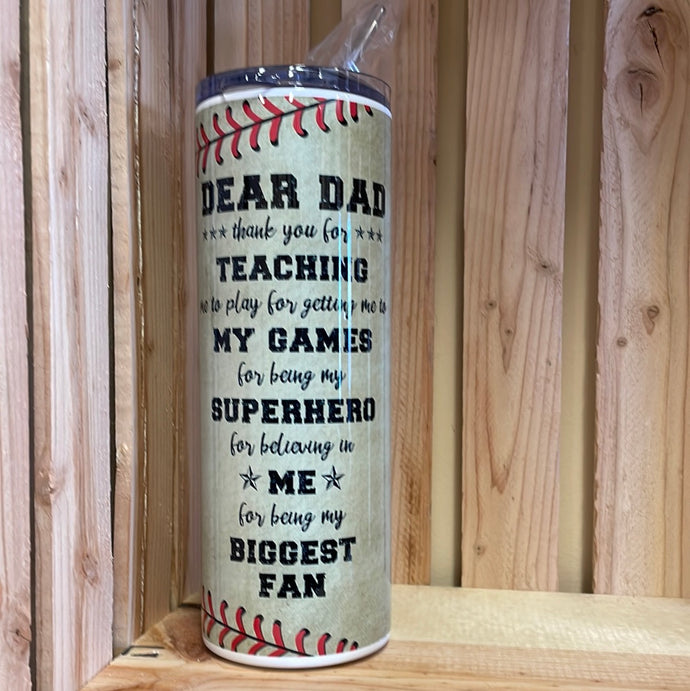 DEAR DAD
thank you for
TEACHING
me to play for getting me to
MY GAMES
for being my
SUPERHERO
for believing in
ME
for being my
BIGGEST
FAN